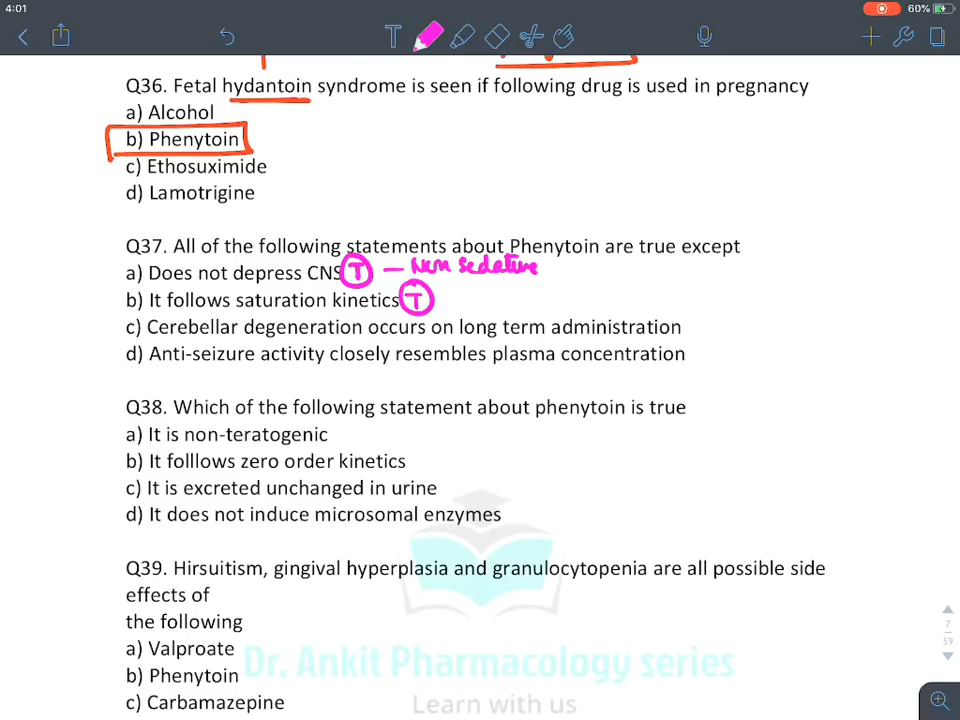 4:01
60%
T
Q36. Fetal hydantoin syndrome is seen if following drug is used in pregnancy
a) Alcohol
b) Phenytoin
c) Ethosuximide
d) Lamotrigine
Q37. All of the following statements about Phenytoin are true except
a) Does not depress CNS T – Non sedative
b) It follows saturation kinetics T
c) Cerebellar degeneration occurs on long term administration
d) Anti-seizure activity closely resembles plasma concentration
Q38. Which of the following statement about phenytoin is true
a) It is non-teratogenic
b) It folllows zero order kinetics
c) It is excreted unchanged in urine
d) It does not induce microsomal enzymes
Q39. Hirsuitism, gingival hyperplasia and granulocytopenia are all possible side
effects of
the following
a) Valproate
b) Phenytoin
c) Carbamazepine
Dr. Ankit Pharmacology series
Learn with us
7
59